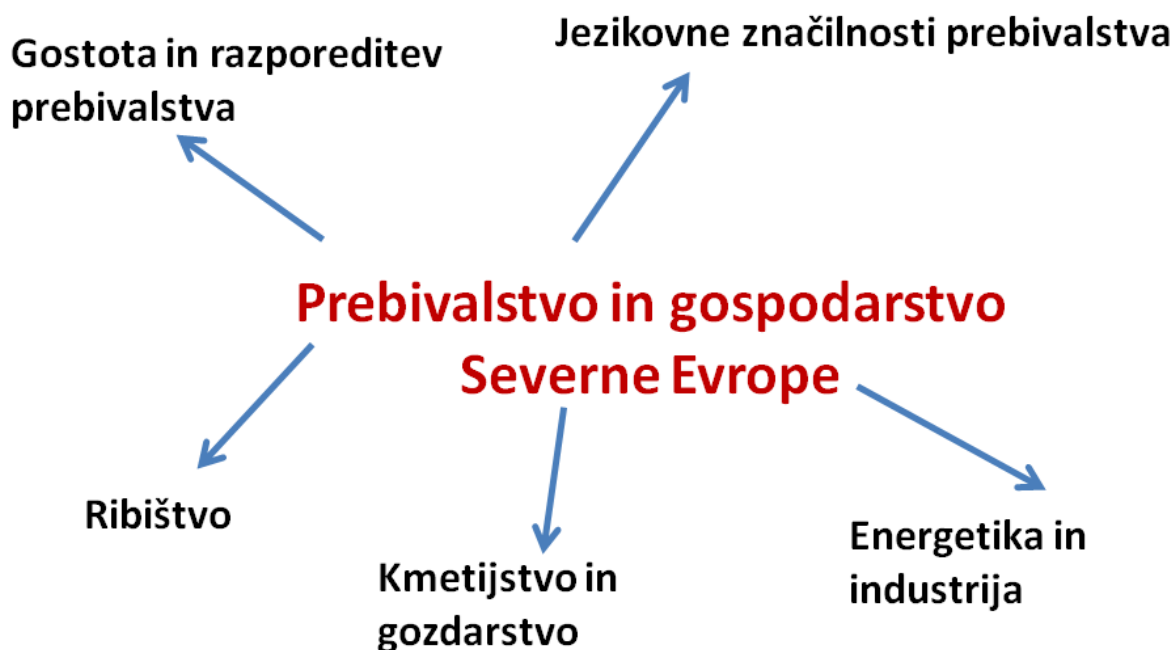 Gostota in razporeditev
prebivalstva
Jezikovne značilnosti prebivalstva
Prebivalstvo in gospodarstvo
Severne Evrope
Ribištvo
Kmetijstvo in
gozdarstvo
Energetika in
industrija